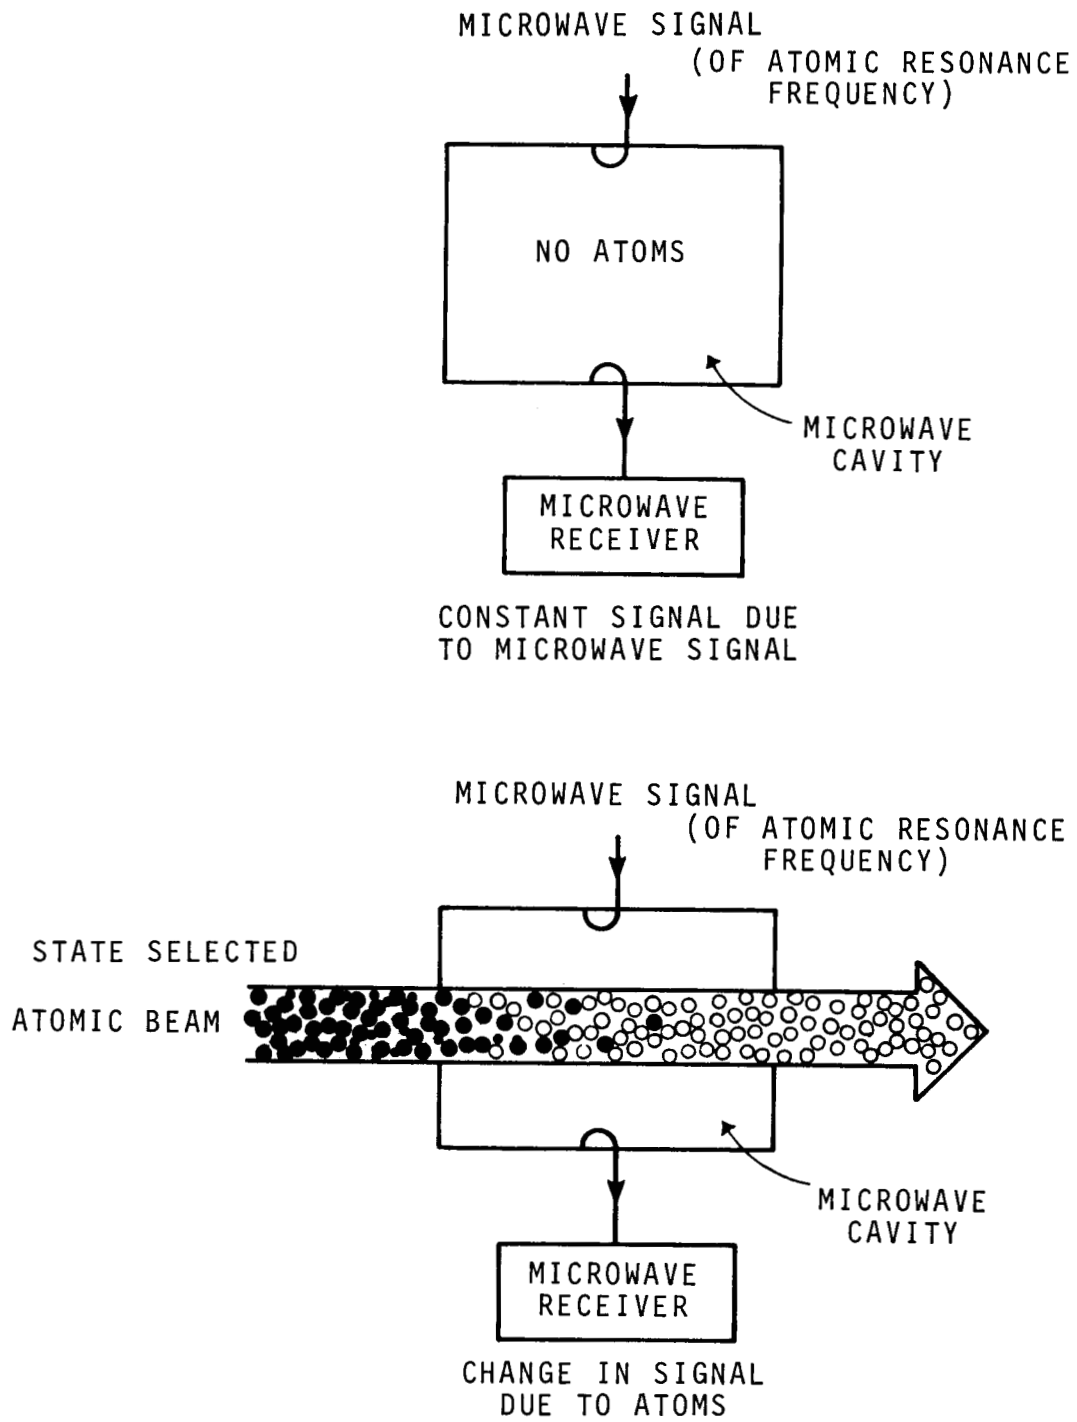 MICROWAVE SIGNAL
(OF ATOMIC RESONANCE
FREQUENCY)
NO ATOMS
MICROWAVE
CAVITY
MICROWAVE
RECEIVER
CONSTANT SIGNAL DUE
TO MICROWAVE SIGNAL
MICROWAVE SIGNAL
(OF ATOMIC RESONANCE
FREQUENCY)
STATE SELECTED
ATOMIC BEAM
MICROWAVE
CAVITY
MICROWAVE
RECEIVER
CHANGE IN SIGNAL
DUE TO ATOMS